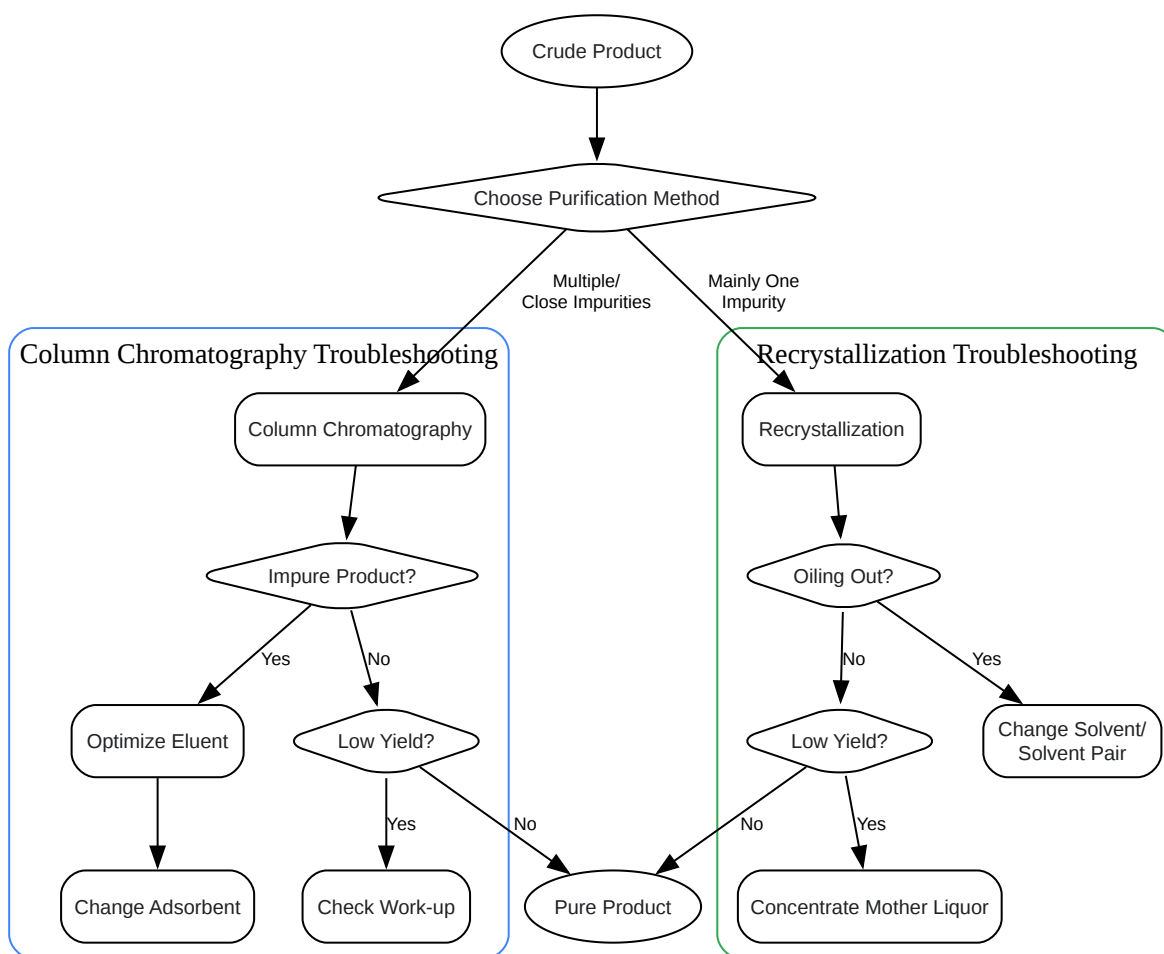 Crude Product
Choose Purification Method
Multiple/
Close Impurities
Mainly One
Impurity
Column Chromatography Troubleshooting
Recrystallization Troubleshooting
Column Chromatography
Recrystallization
Impure Product?
Oiling Out?
Yes
No
No
Yes
Optimize Eluent
Low Yield?
Low Yield?
Change Solvent/
Solvent Pair
Yes
No
No
Yes
Change Adsorbent
Check Work-up
Pure Product
Concentrate Mother Liquor